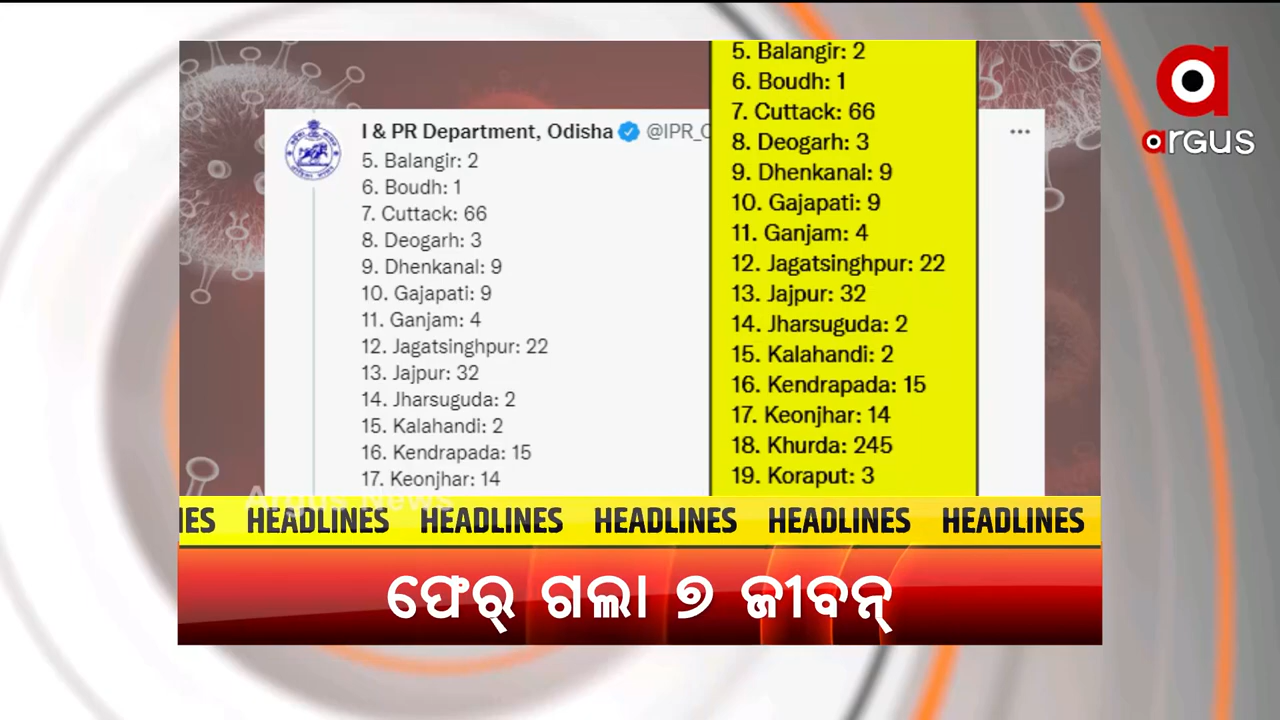 argus
I & PR Department, Odisha @IPR_
5. Balangir: 2
6. Boudh: 1
7. Cuttack: 66
8. Deogarh: 3
9. Dhenkanal: 9
10. Gajapati: 9
11. Ganjam: 4
12. Jagatsinghpur: 22
13. Jajpur: 32
14. Jharsuguda: 2
15. Kalahandi: 2
16. Kendrapada: 15
17. Keonjhar: 14
5. Balangir: 2
6. Boudh: 1
7. Cuttack: 66
8. Deogarh: 3
9. Dhenkanal: 9
10. Gajapati: 9
11. Ganjam: 4
12. Jagatsinghpur: 22
13. Jajpur: 32
14. Jharsuguda: 2
15. Kalahandi: 2
16. Kendrapada: 15
17. Keonjhar: 14
18. Khurda: 245
19. Koraput: 3
Argus News
HEADLINES HEADLINES HEADLINES HEADLINES HEADLINES
ଫେର୍ ଗଲା ୭ ଜୀବନ୍